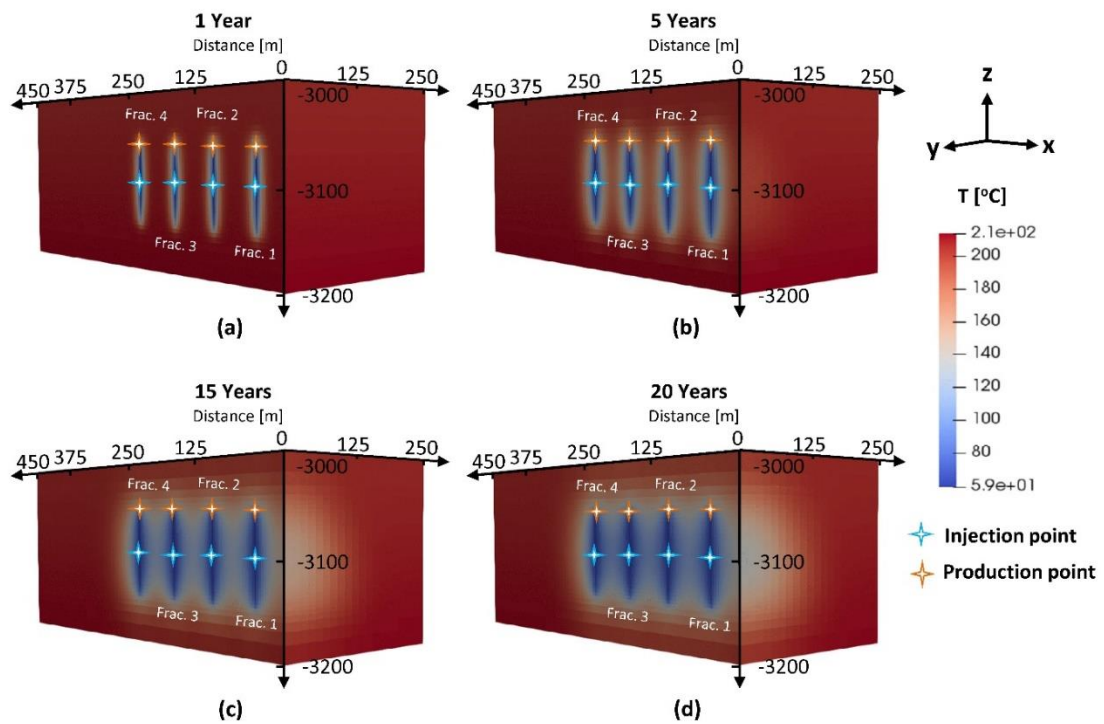 1 Year
Distance [m]
450 375 250 125 0 125 250
-3000
Frac. 4 Frac. 2
-3100
Frac. 3 Frac. 1
-3200
(a)
5 Years
Distance [m]
450 375 250 125 0 125 250
-3000
Frac. 4 Frac. 2
-3100
Frac. 3 Frac. 1
-3200
(b)
z
y x
T [°C]
2.1e+02
200
180
160
140
120
100
80
5.9e+01
15 Years
Distance [m]
450 375 250 125 0 125 250
-3000
Frac. 4 Frac. 2
-3100
Frac. 3 Frac. 1
-3200
(c)
20 Years
Distance [m]
450 375 250 125 0 125 250
-3000
Frac. 4 Frac. 2
-3100
Frac. 3 Frac. 1
-3200
(d)
Injection point
Production point